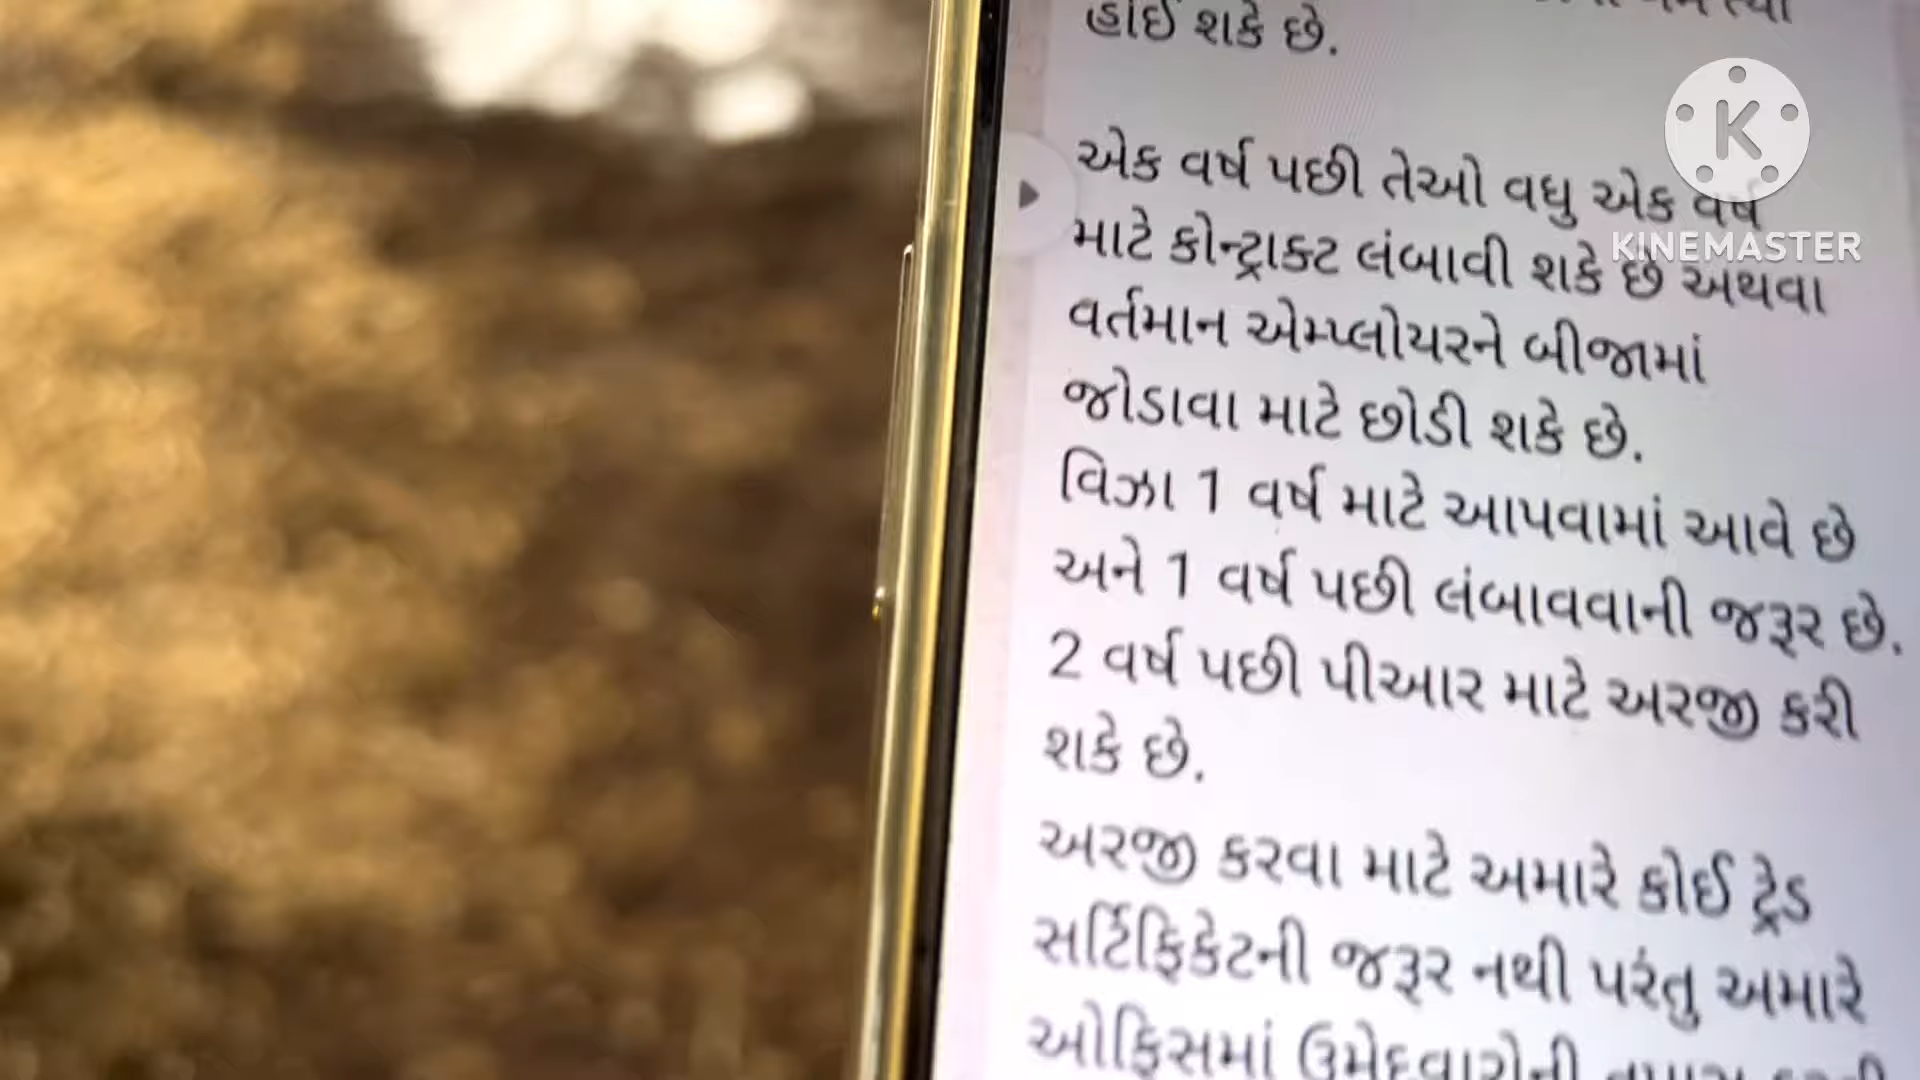 હોઈ શકે છે.
એક વર્ષ પછી તેઓ વધુ એક વર્ષ
માટે કોન્ટ્રાક્ટ લંબાવી શકે છે અથવા
વર્તમાન એમ્પ્લોયરને બીજામાં
જોડાવા માટે છોડી શકે છે.
વિઝા 1 વર્ષ માટે આપવામાં આવે છે
અને 1 વર્ષ પછી લંબાવવાની જરૂર છે.
2 વર્ષ પછી પીઆર માટે અરજી કરી
શકે છે.
અરજી કરવા માટે અમારે કોઈ ટ્રેડ
સર્ટિફિકેટની જરૂર નથી પરંતુ અમારે
ઓફિસમાં ઉમેદવારોની
K
KINEMASTER